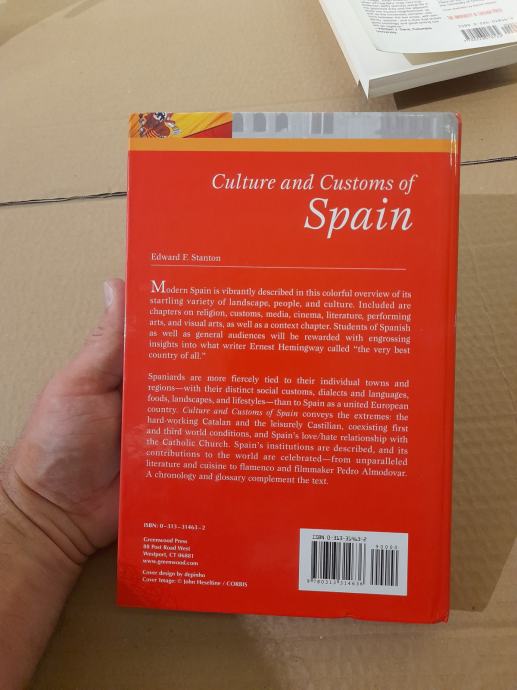 Culture and Customs of
Spain
Edward F. Stanton
Modern Spain is vibrantly described in this colorful overview of its
startling variety of landscape, people, and culture. Included are
chapters on religion, customs, media, cinema, literature, performing
arts, and visual arts, as well as a context chapter. Students of Spanish
as well as general audiences will be rewarded with engrossing
insights into what writer Ernest Hemingway called “the very best
country of all.”
Spaniards are more fiercely tied to their individual towns and
regions—with their distinct social customs, dialects and languages,
foods, landscapes, and lifestyles—than to Spain as a united European
country. Culture and Customs of Spain conveys the extremes: the
hard-working Catalan and the leisurely Castilian, coexisting first
and third world conditions, and Spain's love/hate relationship with
the Catholic Church. Spain's institutions are described, and its
contributions to the world are celebrated—from unparalleled
literature and cuisine to flamenco and filmmaker Pedro Almodovar.
A chronology and glossary complement the text.
ISBN: 0-313-31463-2
Greenwood Press
88 Post Road West
Westport, CT 06881
www.greenwood.com
Cover design by depinho
Cover Image: © John Heseltine / CORBIS
ISBN 0-313-31463-2
90000
9 780313 314636